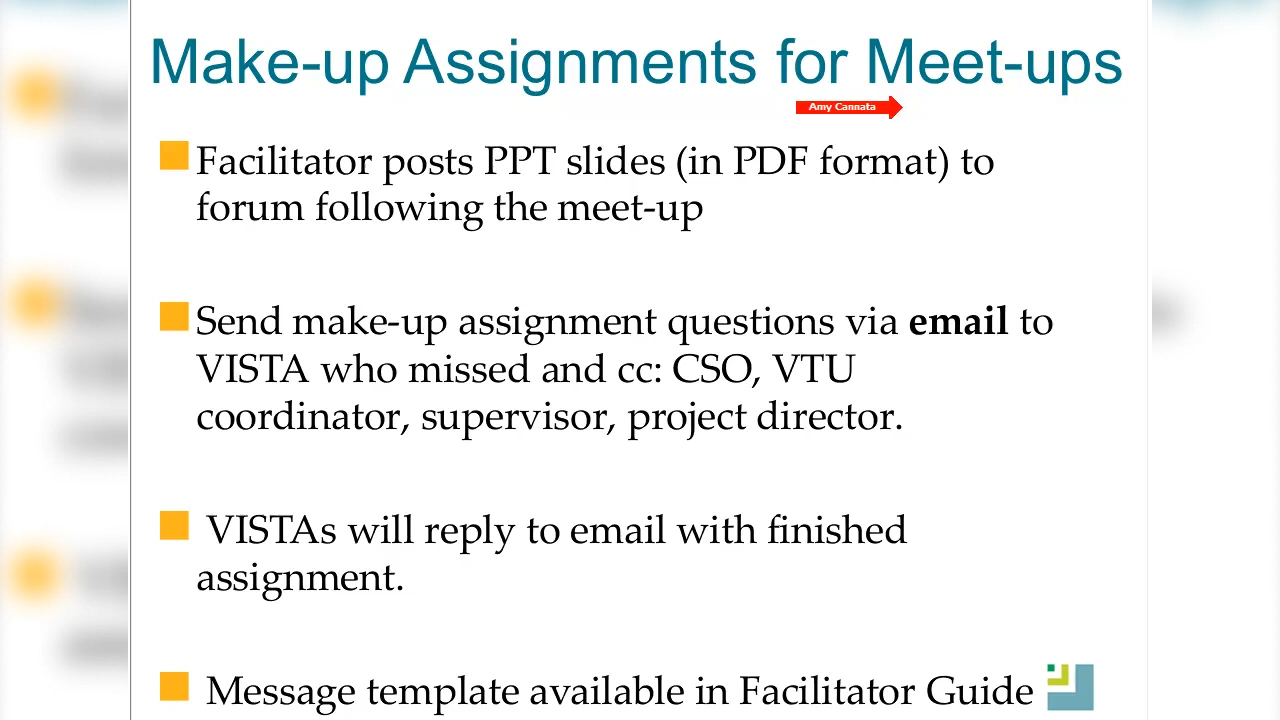 Make-up Assignments for Meet-ups
Amy Cannata
Facilitator posts PPT slides (in PDF format) to
forum following the meet-up
Send make-up assignment questions via email to
VISTA who missed and cc: CSO, VTU
coordinator, supervisor, project director.
VISTAs will reply to email with finished
assignment.
Message template available in Facilitator Guide